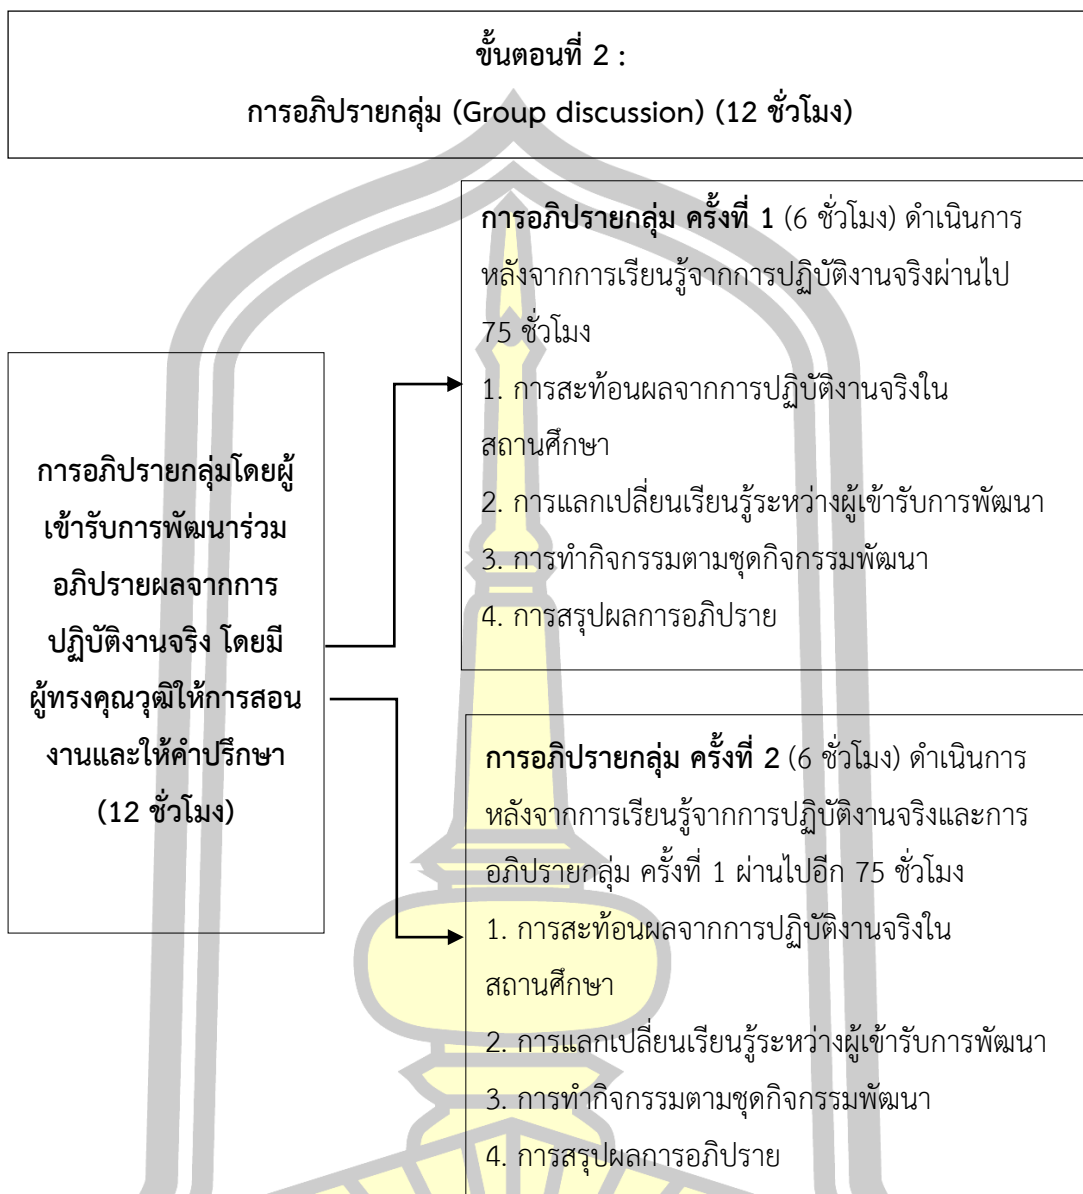 ขั้นตอนที่ 2 :
การอภิปรายกลุ่ม (Group discussion) (12 ชั่วโมง)
การอภิปรายกลุ่มโดยผู้
เข้ารับการพัฒนาร่วม
อภิปรายผลจากการ
ปฏิบัติงานจริง โดยมี
ผู้ทรงคุณวุฒิให้การสอน
งานและให้คำปรึกษา
(12 ชั่วโมง)
การอภิปรายกลุ่ม ครั้งที่ 1 (6 ชั่วโมง) ดำเนินการ
หลังจากการเรียนรู้จากการปฏิบัติงานจริงผ่านไป
75 ชั่วโมง
1. การสะท้อนผลจากการปฏิบัติงานจริงใน
สถานศึกษา
2. การแลกเปลี่ยนเรียนรู้ระหว่างผู้เข้ารับการพัฒนา
3. การทำกิจกรรมตามชุดกิจกรรมพัฒนา
4. การสรุปผลการอภิปราย
การอภิปรายกลุ่ม ครั้งที่ 2 (6 ชั่วโมง) ดำเนินการ
หลังจากการเรียนรู้จากการปฏิบัติงานจริงและการ
อภิปรายกลุ่ม ครั้งที่ 1 ผ่านไปอีก 75 ชั่วโมง
1. การสะท้อนผลจากการปฏิบัติงานจริงใน
สถานศึกษา
2. การแลกเปลี่ยนเรียนรู้ระหว่างผู้เข้ารับการพัฒนา
3. การทำกิจกรรมตามชุดกิจกรรมพัฒนา
4. การสรุปผลการอภิปราย